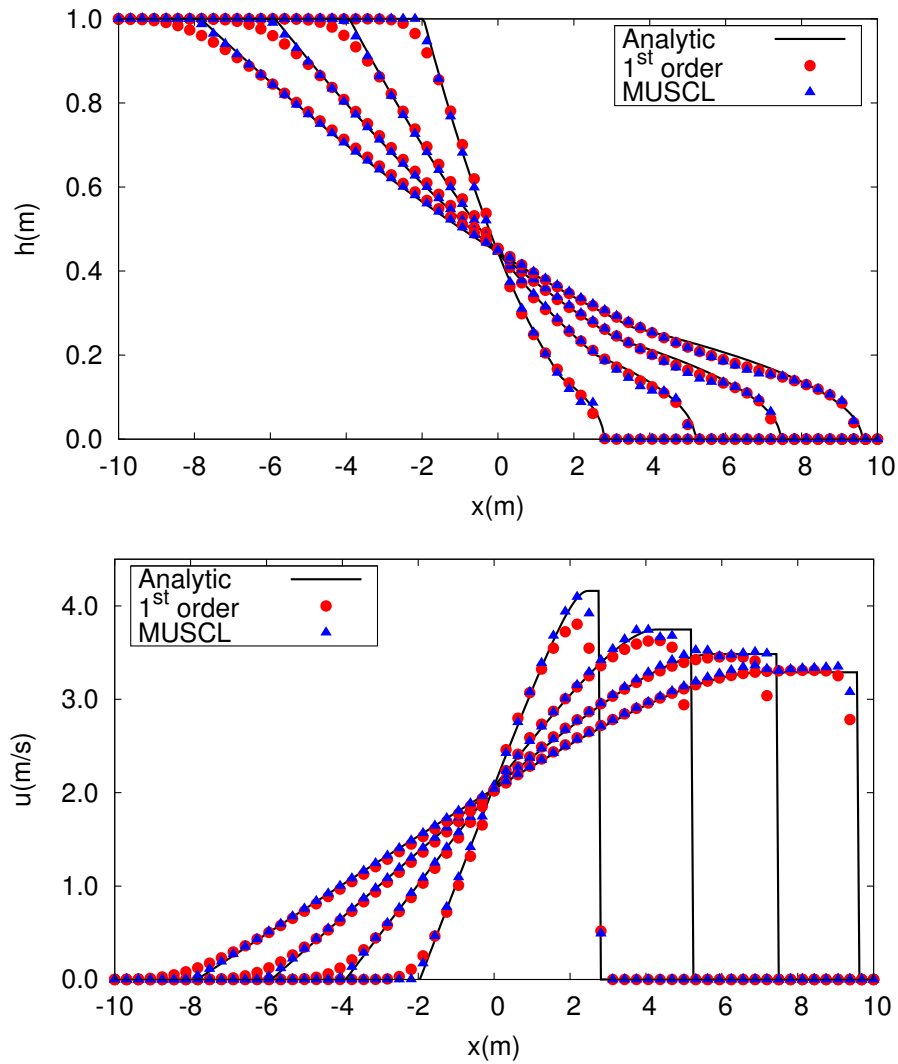 1.0
0.8
0.6
0.4
0.2
0.0
h(m)
Analytic
1st order
MUSCL
-10 -8 -6 -4 -2 0 2 4 6 8 10
x(m)
4.0
3.0
2.0
1.0
0.0
u(m/s)
Analytic
1st order
MUSCL
-10 -8 -6 -4 -2 0 2 4 6 8 10
x(m)